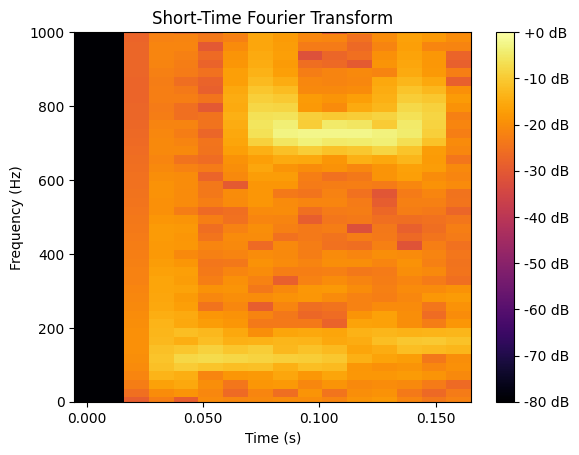 Short-Time Fourier Transform
1000
800
600
400
200
0
Frequency (Hz)
0.000
0.050
0.100
0.150
Time (s)
+0 dB
-10 dB
-20 dB
-30 dB
-40 dB
-50 dB
-60 dB
-70 dB
-80 dB